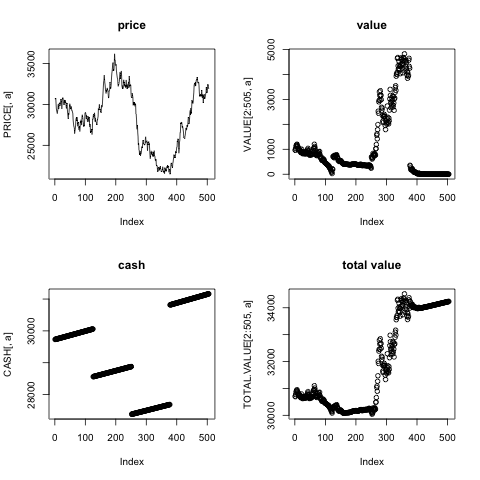 price
PRICE[, a]
25000 30000 35000
0 100 200 300 400 500
Index
value
VALUE[2:505, a]
0 1000 3000 5000
0 100 200 300 400 500
Index
cash
CASH[, a]
28000 30000
0 100 200 300 400 500
Index
total value
TOTAL.VALUE[2:505, a]
30000 32000 34000
0 100 200 300 400 500
Index